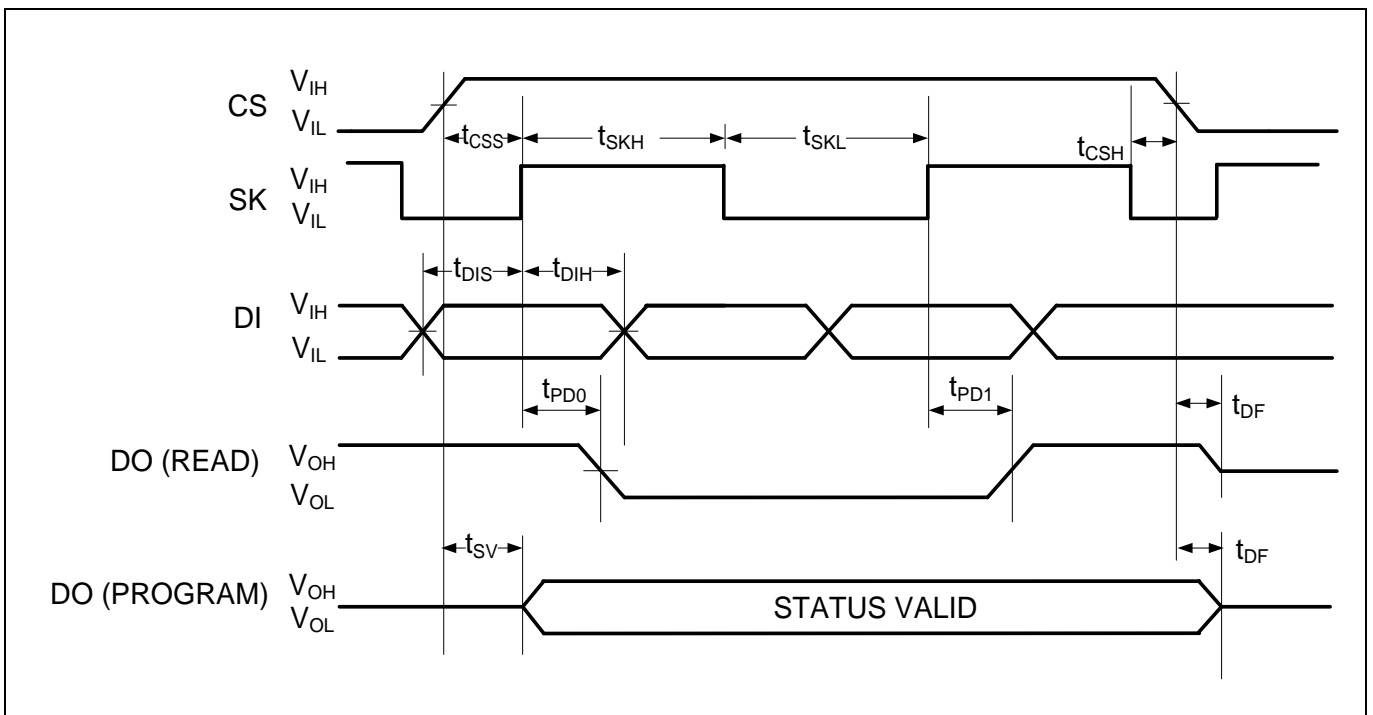 CS
VIH
VIL
tCSS
tSKH
tSKL
tCSH
SK
VIH
VIL
tDIS
tDIH
DI
VIH
VIL
tPD0
tPD1
tDF
DO (READ)
VOH
VOL
tSV
tDF
DO (PROGRAM)
VOH
VOL
STATUS VALID